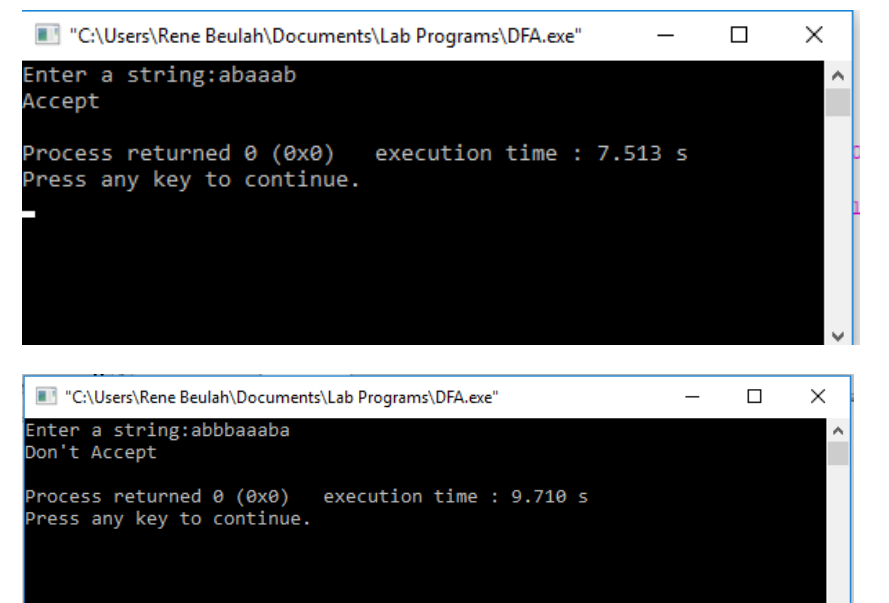 "C:\Users\Rene Beulah\Documents\Lab Programs\DFA.exe"
Enter a string:abaaab
Accept
Process returned 0 (0x0)   execution time : 7.513 s
Press any key to continue.
"C:\Users\Rene Beulah\Documents\Lab Programs\DFA.exe"
Enter a string:abbbaaaba
Don't Accept
Process returned 0 (0x0)   execution time : 9.710 s
Press any key to continue.